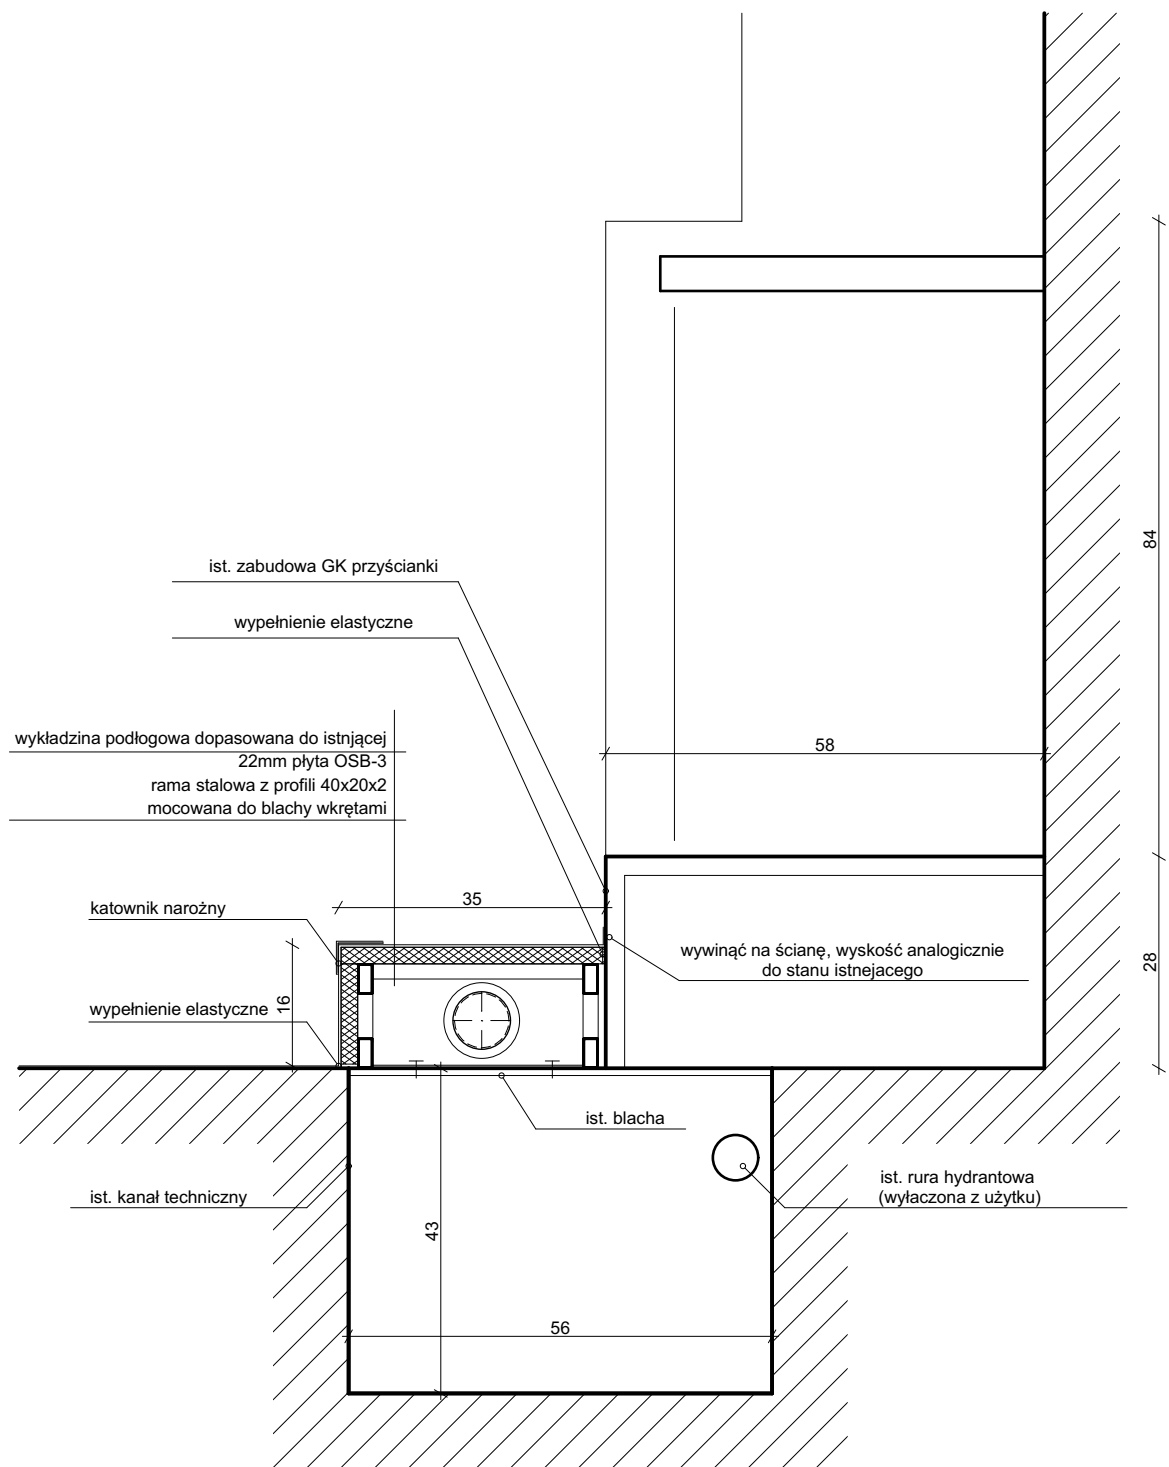 84
ist. zabudowa GK przyścianki
wypełnienie elastyczne
wykładzina podłogowa dopasowana do istnjącej
22mm płyta OSB-3
rama stalowa z profili 40x20x2
mocowana do blachy wkrętami
58
35
katownik narożny
wywinąć na ścianę, wyskość analogicznie
do stanu istnejacego
28
16
wypełnienie elastyczne
ist. blacha
ist. rura hydrantowa
(wyłaczona z użytku)
ist. kanał techniczny
43
56